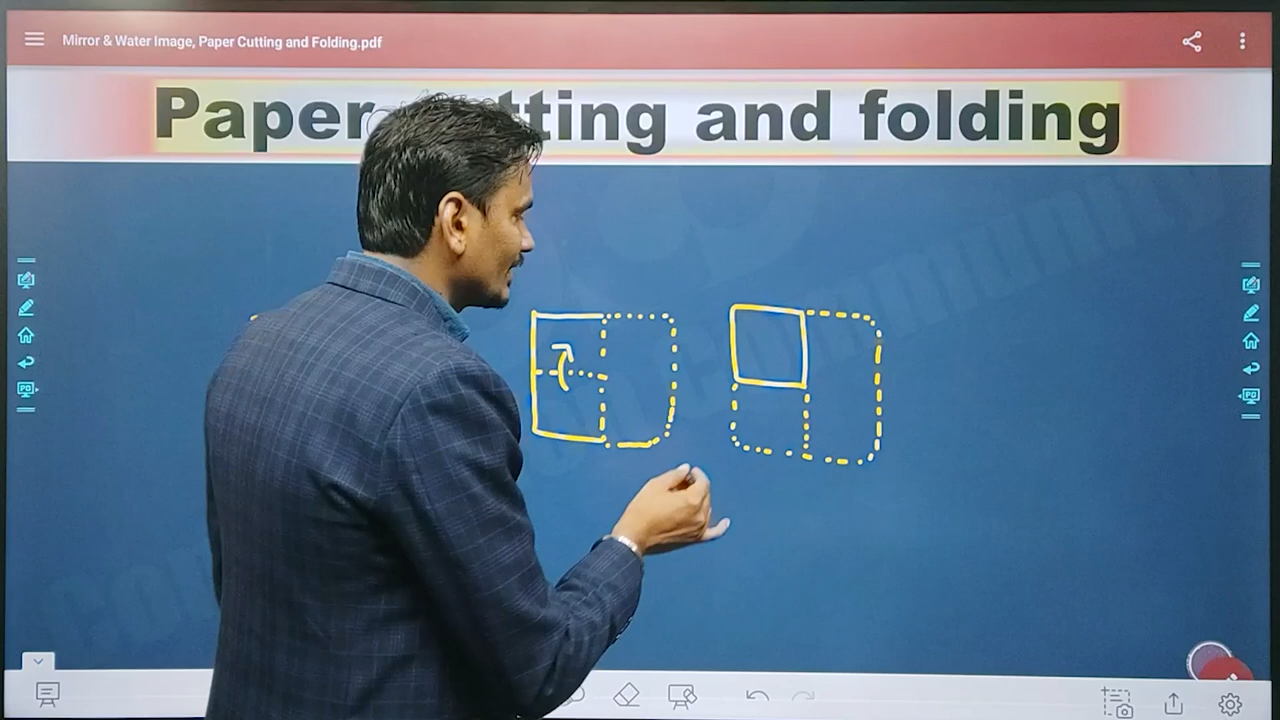 Mirror & Water Image, Paper Cutting and Folding.pdf
Paper tting and folding